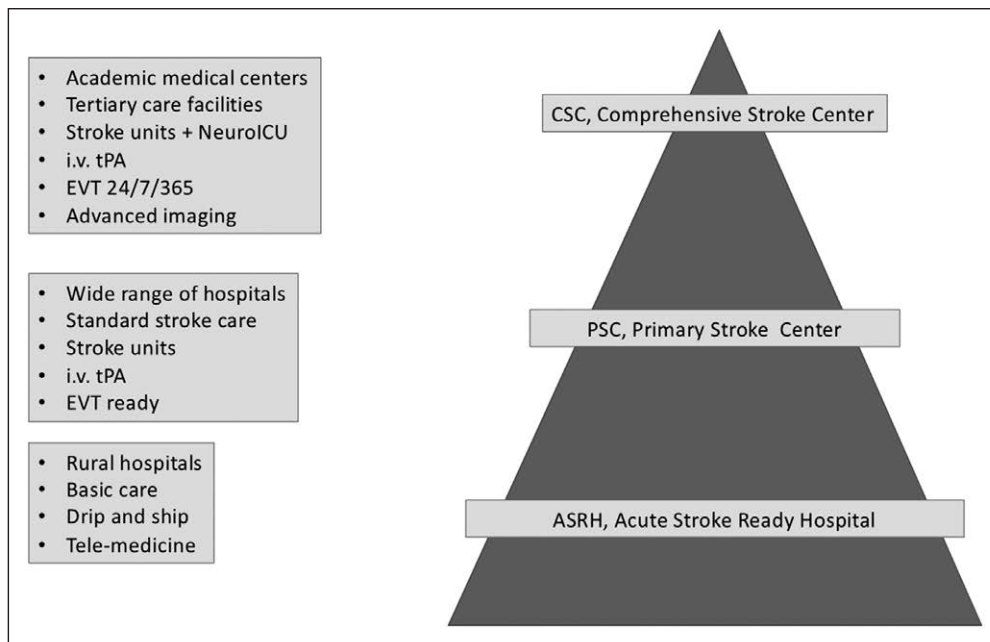 • Academic medical centers
• Tertiary care facilities
• Stroke units + NeuroICU
• i.v. tPA
• EVT 24/7/365
• Advanced imaging
CSC, Comprehensive Stroke Center
• Wide range of hospitals
• Standard stroke care
• Stroke units
• i.v. tPA
• EVT ready
PSC, Primary Stroke Center
• Rural hospitals
• Basic care
• Drip and ship
• Tele-medicine
ASRH, Acute Stroke Ready Hospital